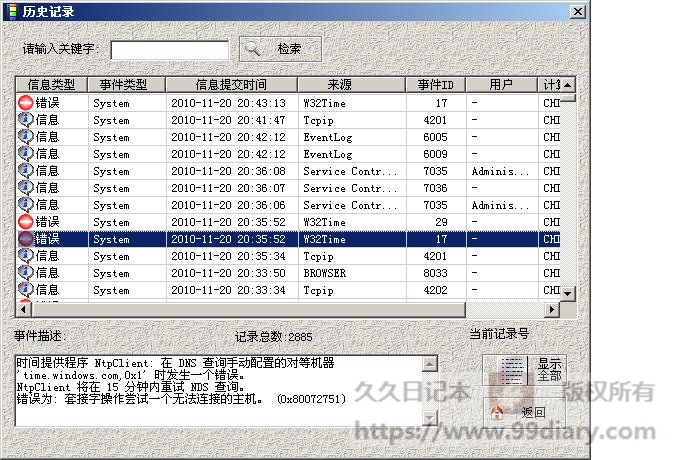 历史记录
请输入关键字: 检索
信息类型 事件类型 信息提交时间 来源 事件ID 用户
错误 System 2010-11-20 20:43:13 W32Time 17 - CHI
信息 System 2010-11-20 20:41:47 Tcpip 4201 - CHI
信息 System 2010-11-20 20:42:12 EventLog 6005 - CHI
信息 System 2010-11-20 20:42:12 EventLog 6009 - CHI
信息 System 2010-11-20 20:36:08 Service Contr... 7035 Adminis... CHI
信息 System 2010-11-20 20:36:07 Service Contr... 7036 - CHI
信息 System 2010-11-20 20:36:06 Service Contr... 7035 Adminis... CHI
错误 System 2010-11-20 20:35:52 W32Time 29 - CHI
错误 System 2010-11-20 20:35:52 W32Time 17 - CHI
信息 System 2010-11-20 20:35:34 Tcpip 4201 - CHI
信息 System 2010-11-20 20:33:50 BROWSER 8033 - CHI
信息 System 2010-11-20 20:33:34 Tcpip 4202 - CHI
事件描述: 记录总数:2885 当前记录号
时间提供程序 NtpClient: 在 DNS 查询手动配置的对等机器
'time.windows.com,0x1' 时发生一个错误。
NtpClient 将在 15 分钟内重试 NDS 查询。
错误为: 套接字操作尝试一个无法连接的主机。 (0x80072751)
显示
全部
返回
久久日记本 版权所有
https://www.99diary.com